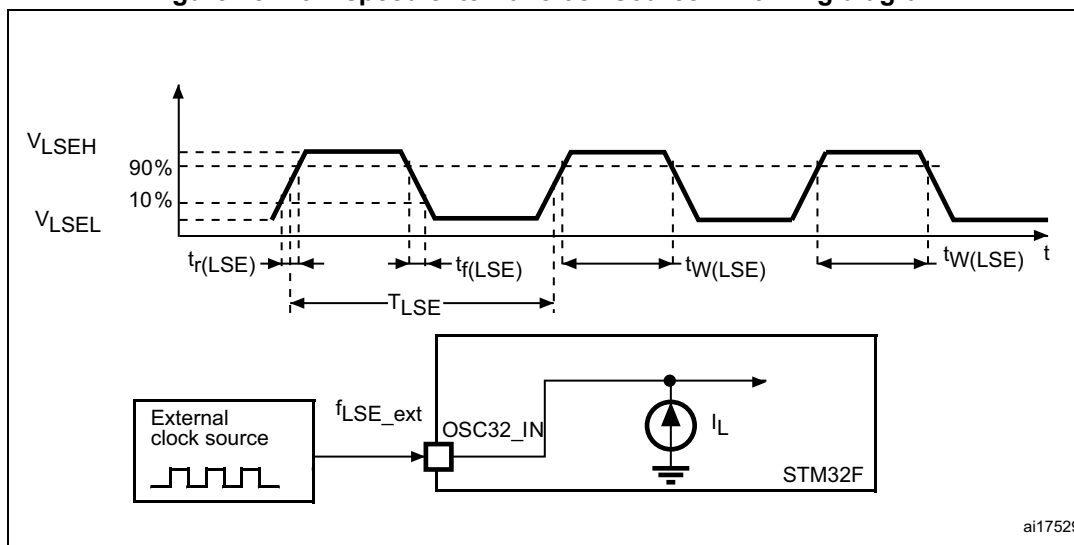 V_LSEH
90%
10%
V_LSEL
t_r(LSE)
t_f(LSE)
t_W(LSE)
t_W(LSE)
t
T_LSE
External
clock source
f_LSE_ext
OSC32_IN
I_L
STM32F
ai17529